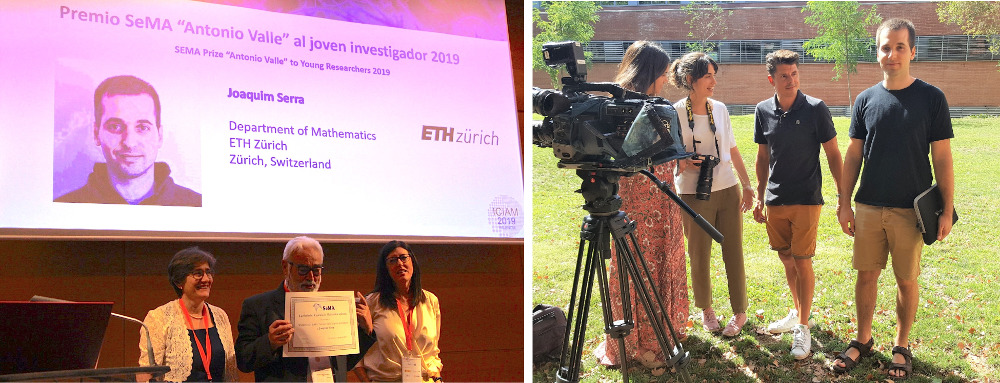 Premio SeMA “Antonio Valle” al joven investigador 2019
SEMA Prize “Antonio Valle” to Young Researchers 2019
Joaquim Serra
Department of Mathematics
ETH Zürich
Zürich, Switzerland
ETH zürich
ICIAM
2019
SeMA